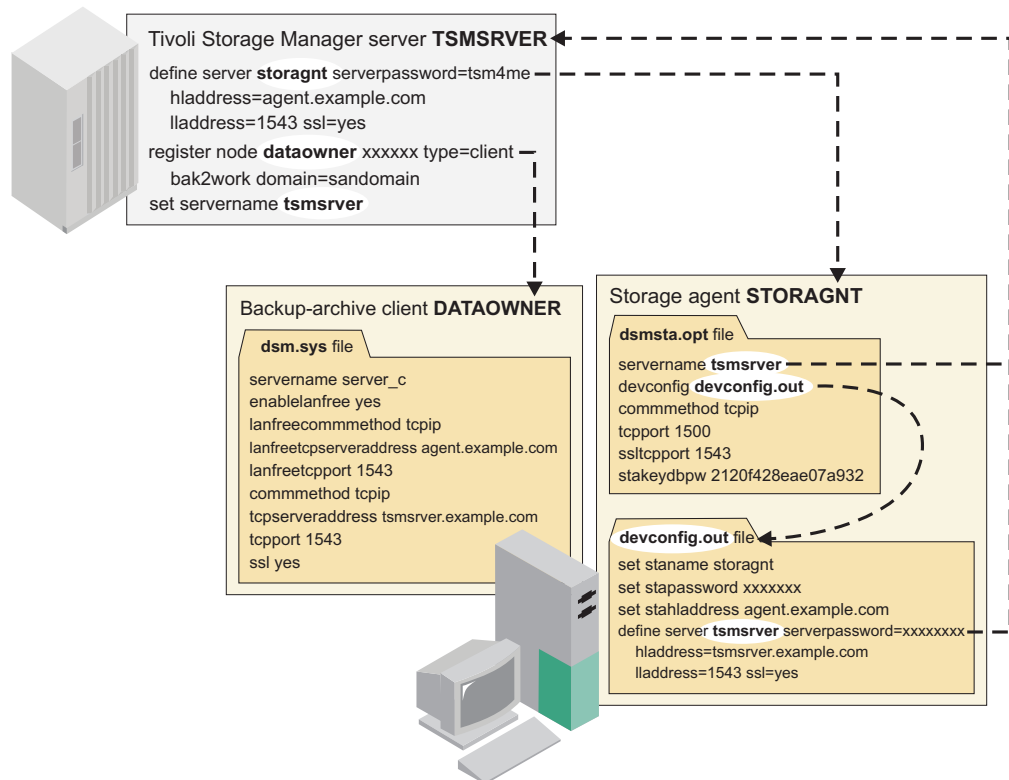 Tivoli Storage Manager server TSMSRVER
define server storagnt serverpassword=tsm4me
hladdress=agent.example.com
lladdress=1543 ssl=yes
register node dataowner xxxxxx type=client
bak2work domain=sandomain
set servername tsmsrver
Backup-archive client DATAOWNER
dsm.sys file
servername server_c
enablelanfree yes
lanfreecommmethod tcpip
lanfreetcpserveraddress agent.example.com
lanfreetcpport 1543
commmethod tcpip
tcpserveraddress tsmsrver.example.com
tcpport 1543
ssl yes
Storage agent STORAGNT
dsmsta.opt file
servername tsmsrver
devconfig devconfig.out
commmethod tcpip
tcpport 1500
ssltcpport 1543
stakeydbpw 2120f428eae07a932
devconfig.out file
set staname storagnt
set stapassword xxxxxxx
set stahladdress agent.example.com
define server tsmsrver serverpassword=xxxxxxxx
hladdress=tsmsrver.example.com
lladdress=1543 ssl=yes